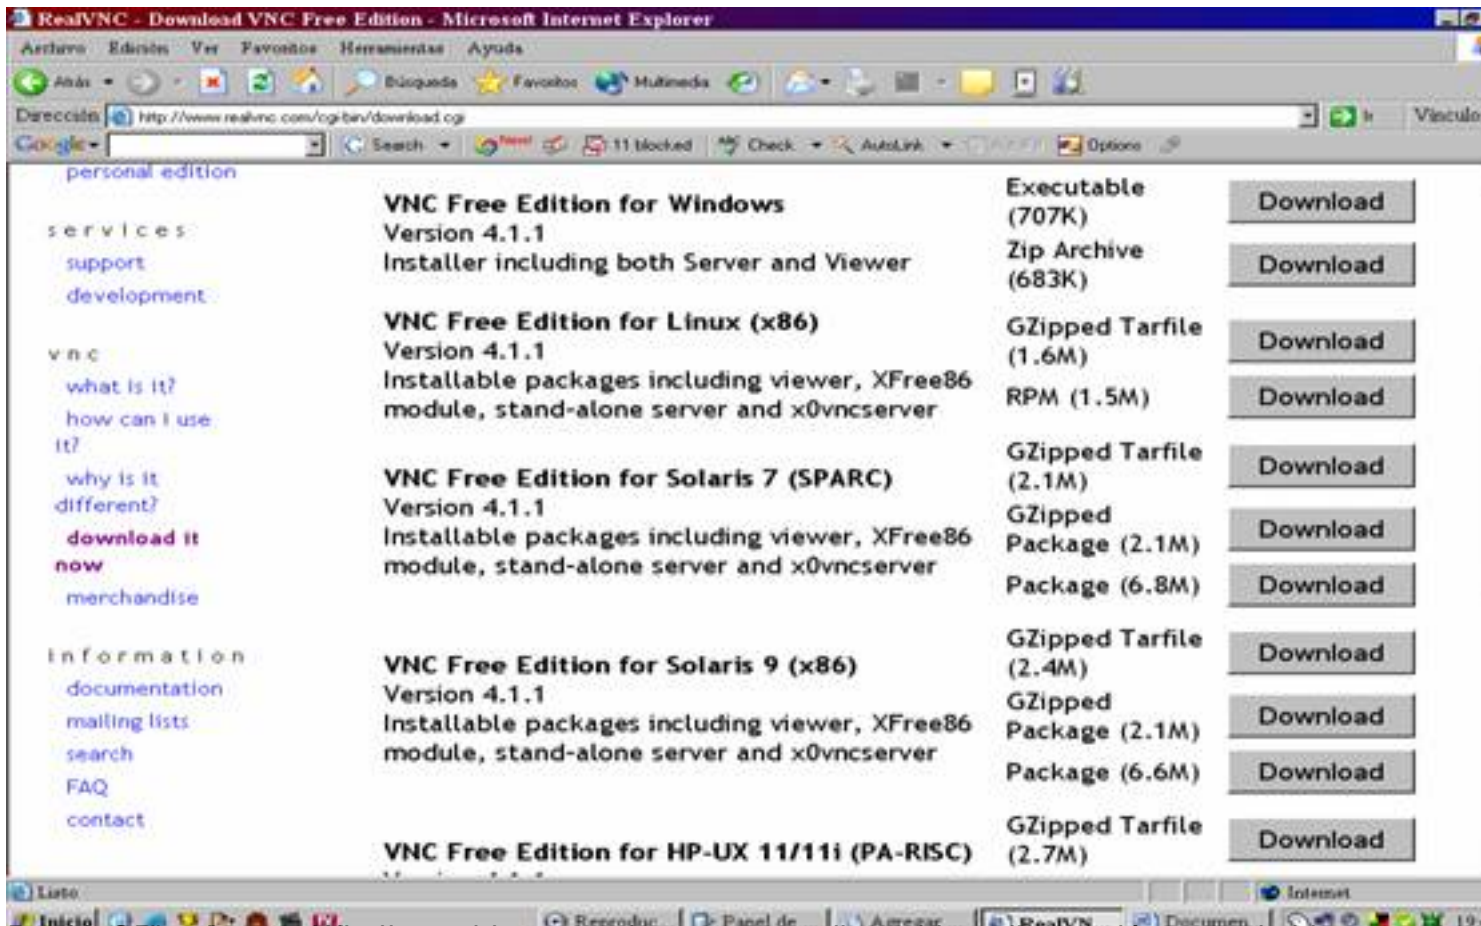 RealVNC - Download VNC Free Edition - Microsoft Internet Explorer
Archivo Edición Ver Favoritos Herramientas Ayuda
Atrás Búsqueda Favoritos Multimedia
Dirección http://www.realvnc.com/cgi-bin/download.cgi Ir Vínculo
Google Search New! 11 blocked Check AutoLink Options
personal edition
services
support
development
vnc
what is it?
how can I use
it?
why is it
different?
download it
now
merchandise
information
documentation
mailing lists
search
FAQ
contact
VNC Free Edition for Windows
Version 4.1.1
Installer including both Server and Viewer
Executable
(707K)
Download
Zip Archive
(683K)
Download
VNC Free Edition for Linux (x86)
Version 4.1.1
Installable packages including viewer, XFree86
module, stand-alone server and x0vncserver
GZipped Tarfile
(1.6M)
Download
RPM (1.5M)
Download
VNC Free Edition for Solaris 7 (SPARC)
Version 4.1.1
Installable packages including viewer, XFree86
module, stand-alone server and x0vncserver
GZipped Tarfile
(2.1M)
Download
GZipped
Package (2.1M)
Download
Package (6.8M)
Download
VNC Free Edition for Solaris 9 (x86)
Version 4.1.1
Installable packages including viewer, XFree86
module, stand-alone server and x0vncserver
GZipped Tarfile
(2.4M)
Download
GZipped
Package (2.1M)
Download
Package (6.6M)
Download
VNC Free Edition for HP-UX 11/11i (PA-RISC)
GZipped Tarfile
(2.7M)
Download
Listo Internet
Inicio Reproduc... Panel de ... Agregar ... RealVN... Documen...